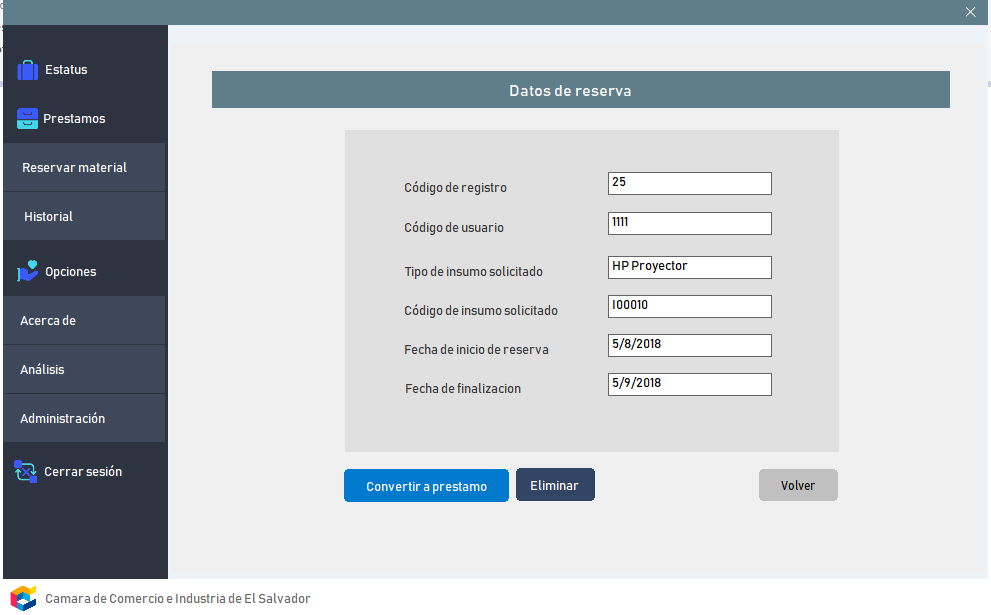 Estatus
Prestamos
Reservar material
Historial
Opciones
Acerca de
Análisis
Administración
Cerrar sesión
Datos de reserva
Código de registro 25
Código de usuario 1111
Tipo de insumo solicitado HP Proyector
Código de insumo solicitado I00010
Fecha de inicio de reserva 5/8/2018
Fecha de finalizacion 5/9/2018
Convertir a prestamo Eliminar Volver
Camara de Comercio e Industria de El Salvador